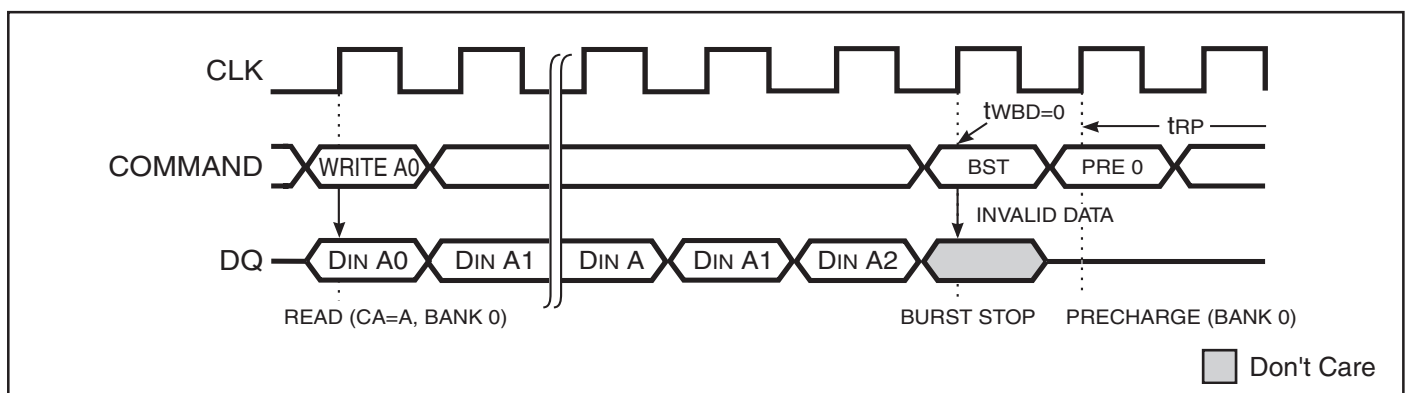 CLK
tWBD=0
tRP
COMMAND WRITE A0 BST PRE 0
INVALID DATA
DQ DIN A0 DIN A1 DIN A DIN A1 DIN A2
READ (CA=A, BANK 0) BURST STOP PRECHARGE (BANK 0)
Don't Care